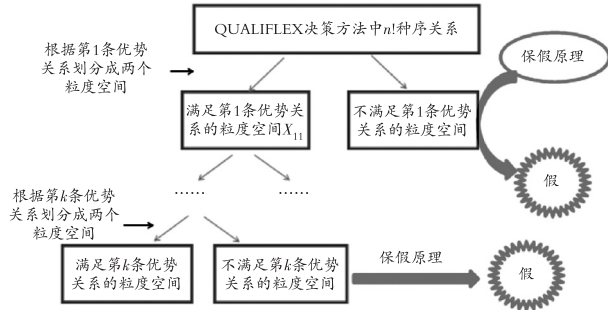 QUALIFLEX决策方法中n!种序关系
根据第1条优势
关系划分成两个
粒度空间
保假原理
满足第1条优势关
系的粒度空间X₁₁
不满足第1条优势
关系的粒度空间
假
……
……
根据第k条优势
关系划分成两个
粒度空间
满足第k条优势
关系的粒度空间
不满足第k条优势
关系的粒度空间
保假原理
假